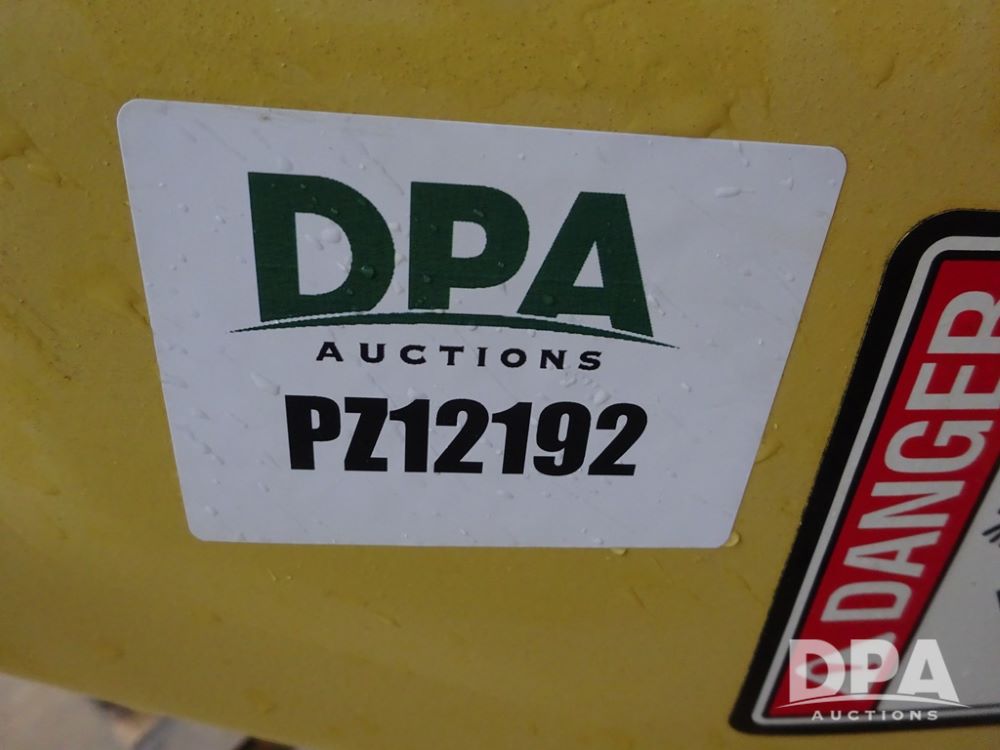 DPA
AUCTIONS
PZ12192
DANGER
DPA
AUCTIONS